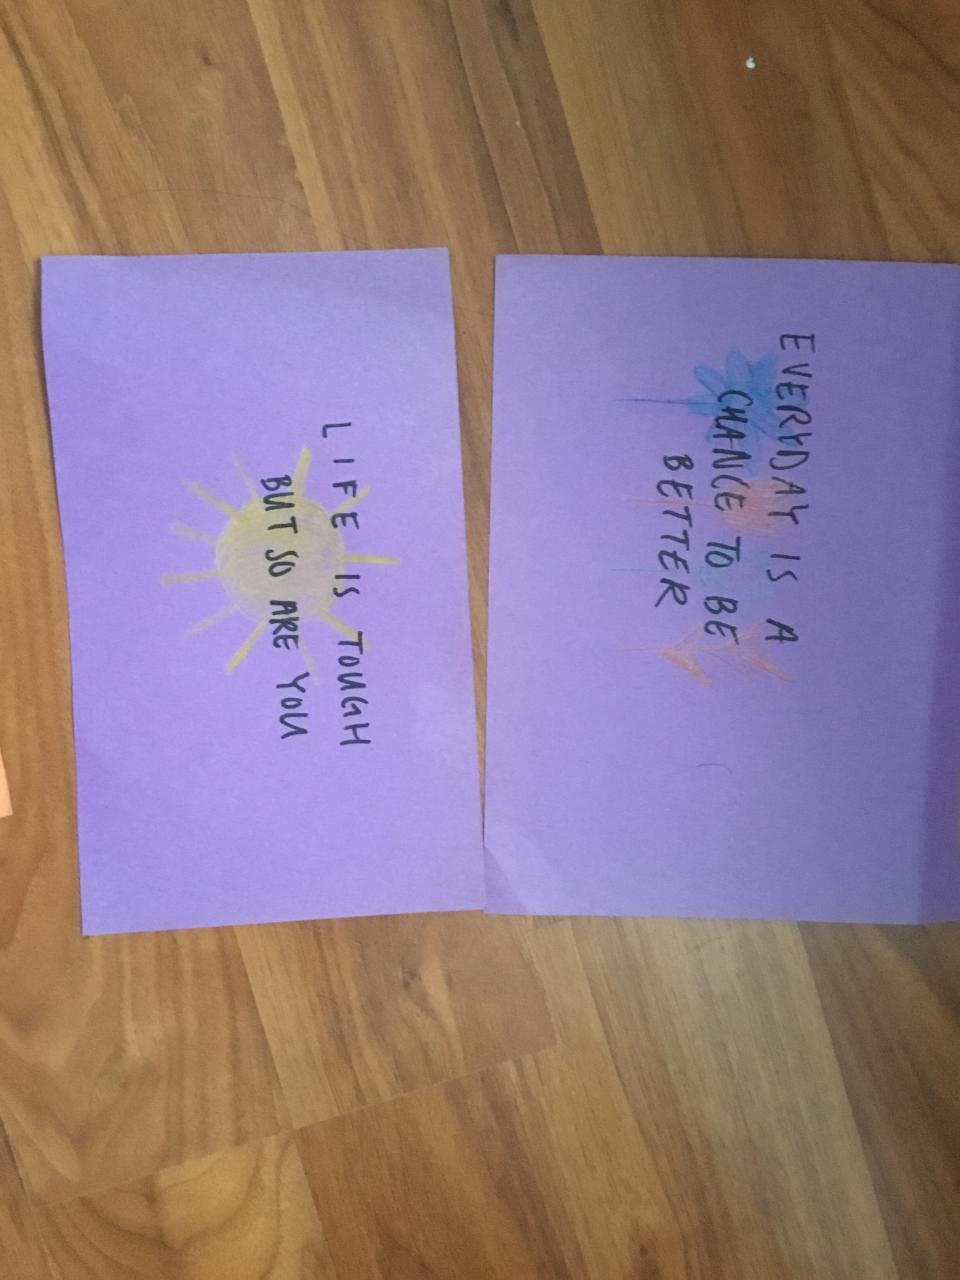 EVERYDAY IS A
CHANCE TO BE
BETTER
LIFE IS TOUGH
BUT SO ARE YOU